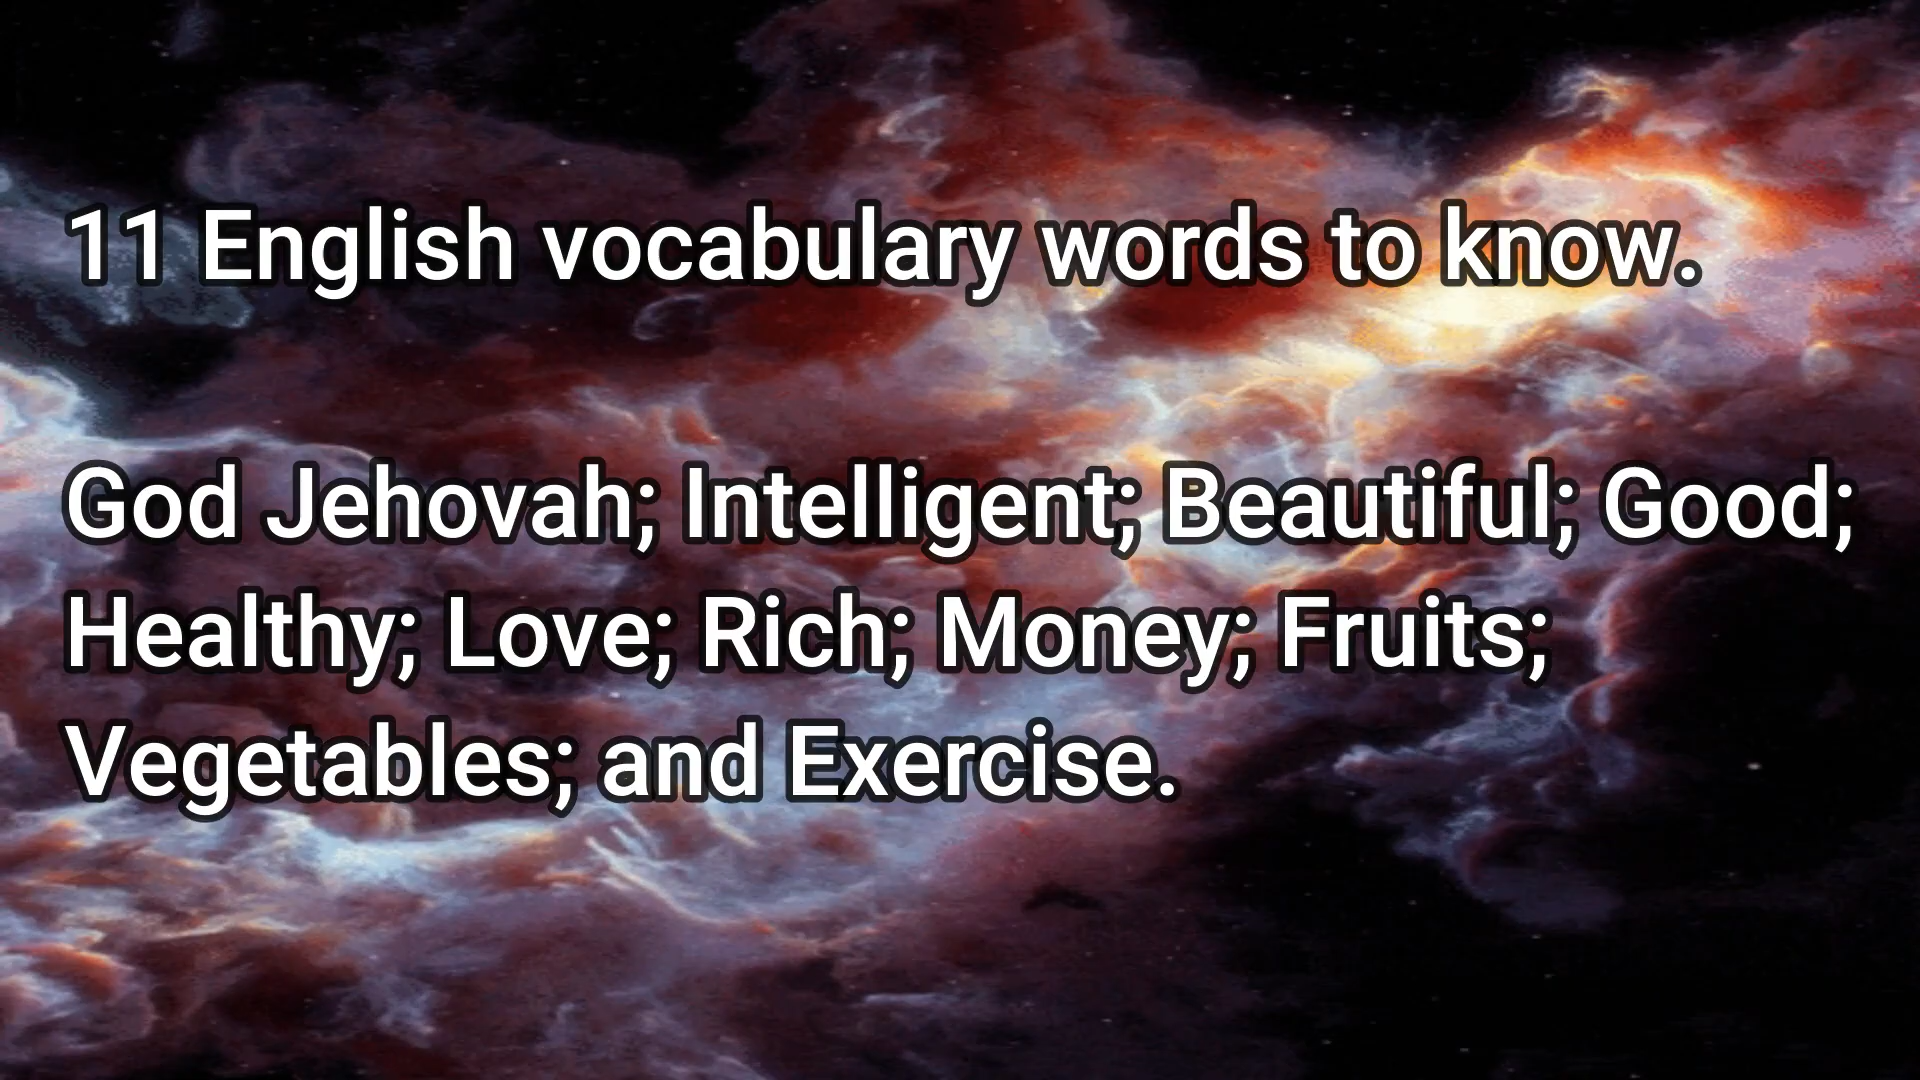 11 English vocabulary words to know.
God Jehovah; Intelligent; Beautiful; Good;
Healthy; Love; Rich; Money; Fruits;
Vegetables; and Exercise.